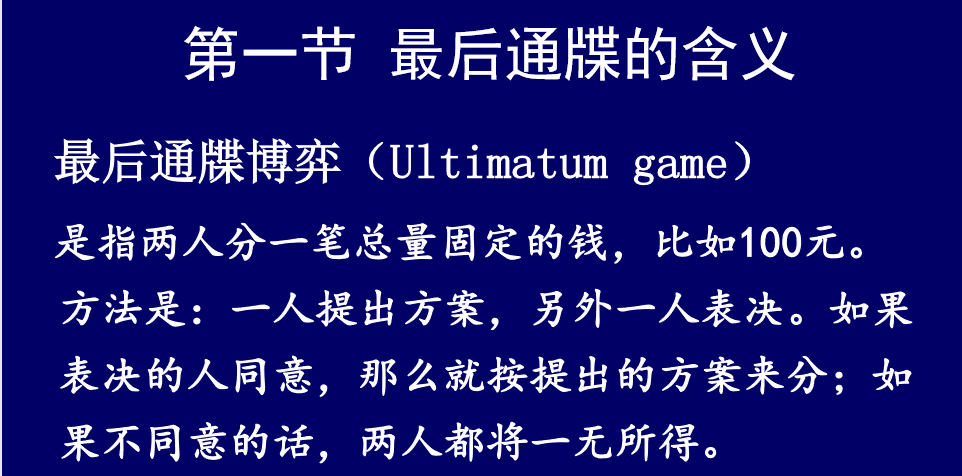 第一节 最后通牒的含义
最后通牒博弈（Ultimatum game）
是指两人分一笔总量固定的钱，比如100元。
方法是：一人提出方案，另外一人表决。如果
表决的人同意，那么就按提出的方案来分；如
果不同意的话，两人都将一无所得。